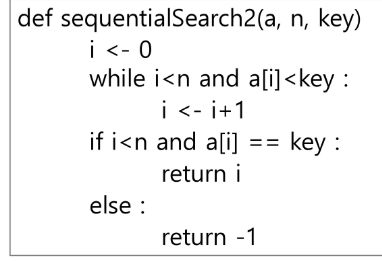 def sequentialSearch2(a, n, key)
i <- 0
while i<n and a[i]<key :
i <- i+1
if i<n and a[i] == key :
return i
else :
return -1